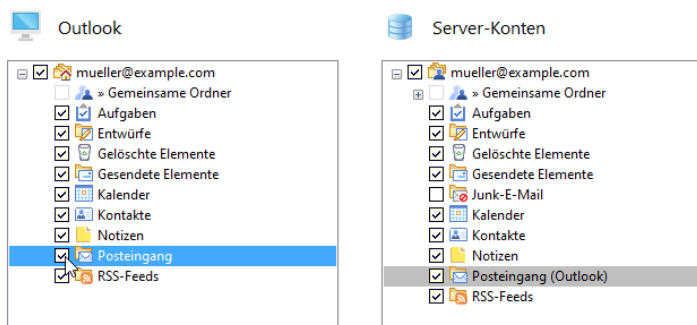 Outlook
mueller@example.com
» Gemeinsame Ordner
Aufgaben
Entwürfe
Gelöschte Elemente
Gesendete Elemente
Kalender
Kontakte
Notizen
Posteingang
RSS-Feeds
Server-Konten
mueller@example.com
» Gemeinsame Ordner
Aufgaben
Entwürfe
Gelöschte Elemente
Gesendete Elemente
Junk-E-Mail
Kalender
Kontakte
Notizen
Posteingang (Outlook)
RSS-Feeds